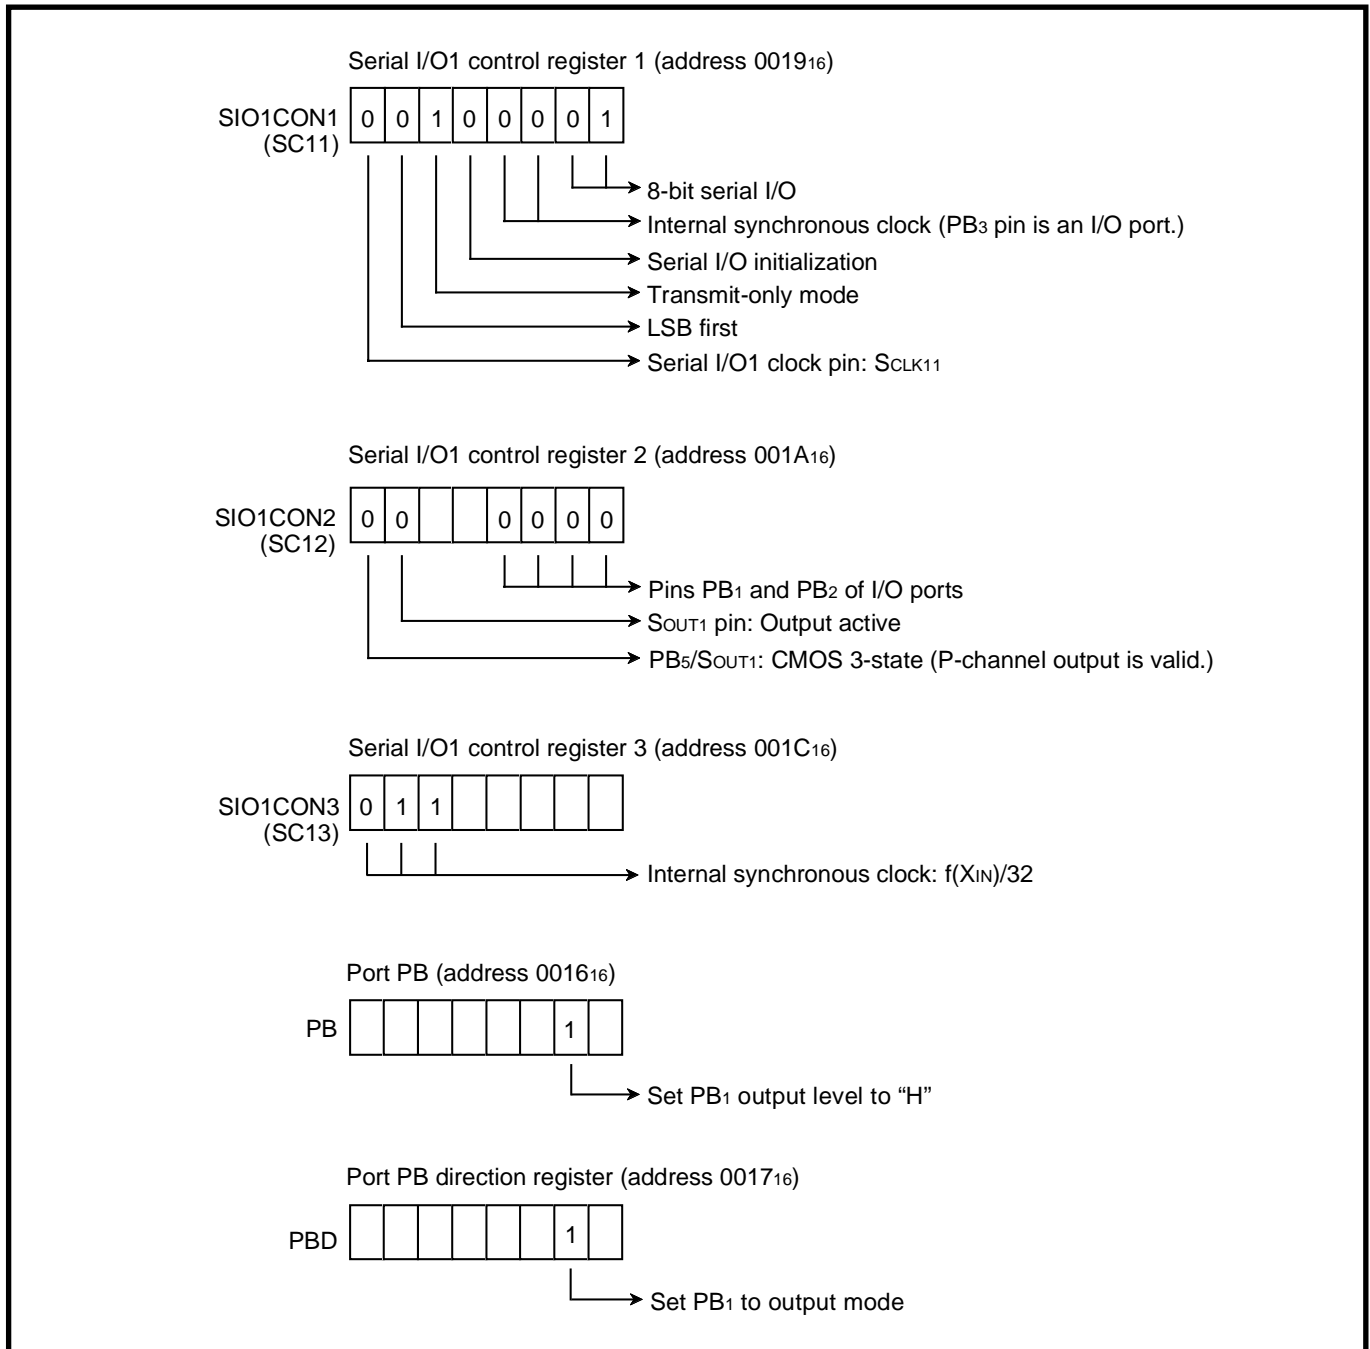 Serial I/O1 control register 1 (address 0019₁₆)
SIO1CON1 0 0 1 0 0 0 0 1
(SC11)
8-bit serial I/O
Internal synchronous clock (PB₃ pin is an I/O port.)
Serial I/O initialization
Transmit-only mode
LSB first
Serial I/O1 clock pin: SCLK11
Serial I/O1 control register 2 (address 001A₁₆)
SIO1CON2 0 0 0 0 0 0
(SC12)
Pins PB₁ and PB₂ of I/O ports
SOUT1 pin: Output active
PB₅/SOUT1: CMOS 3-state (P-channel output is valid.)
Serial I/O1 control register 3 (address 001C₁₆)
SIO1CON3 0 1 1
(SC13)
Internal synchronous clock: f(XIN)/32
Port PB (address 0016₁₆)
PB 1
Set PB₁ output level to “H”
Port PB direction register (address 0017₁₆)
PBD 1
Set PB₁ to output mode